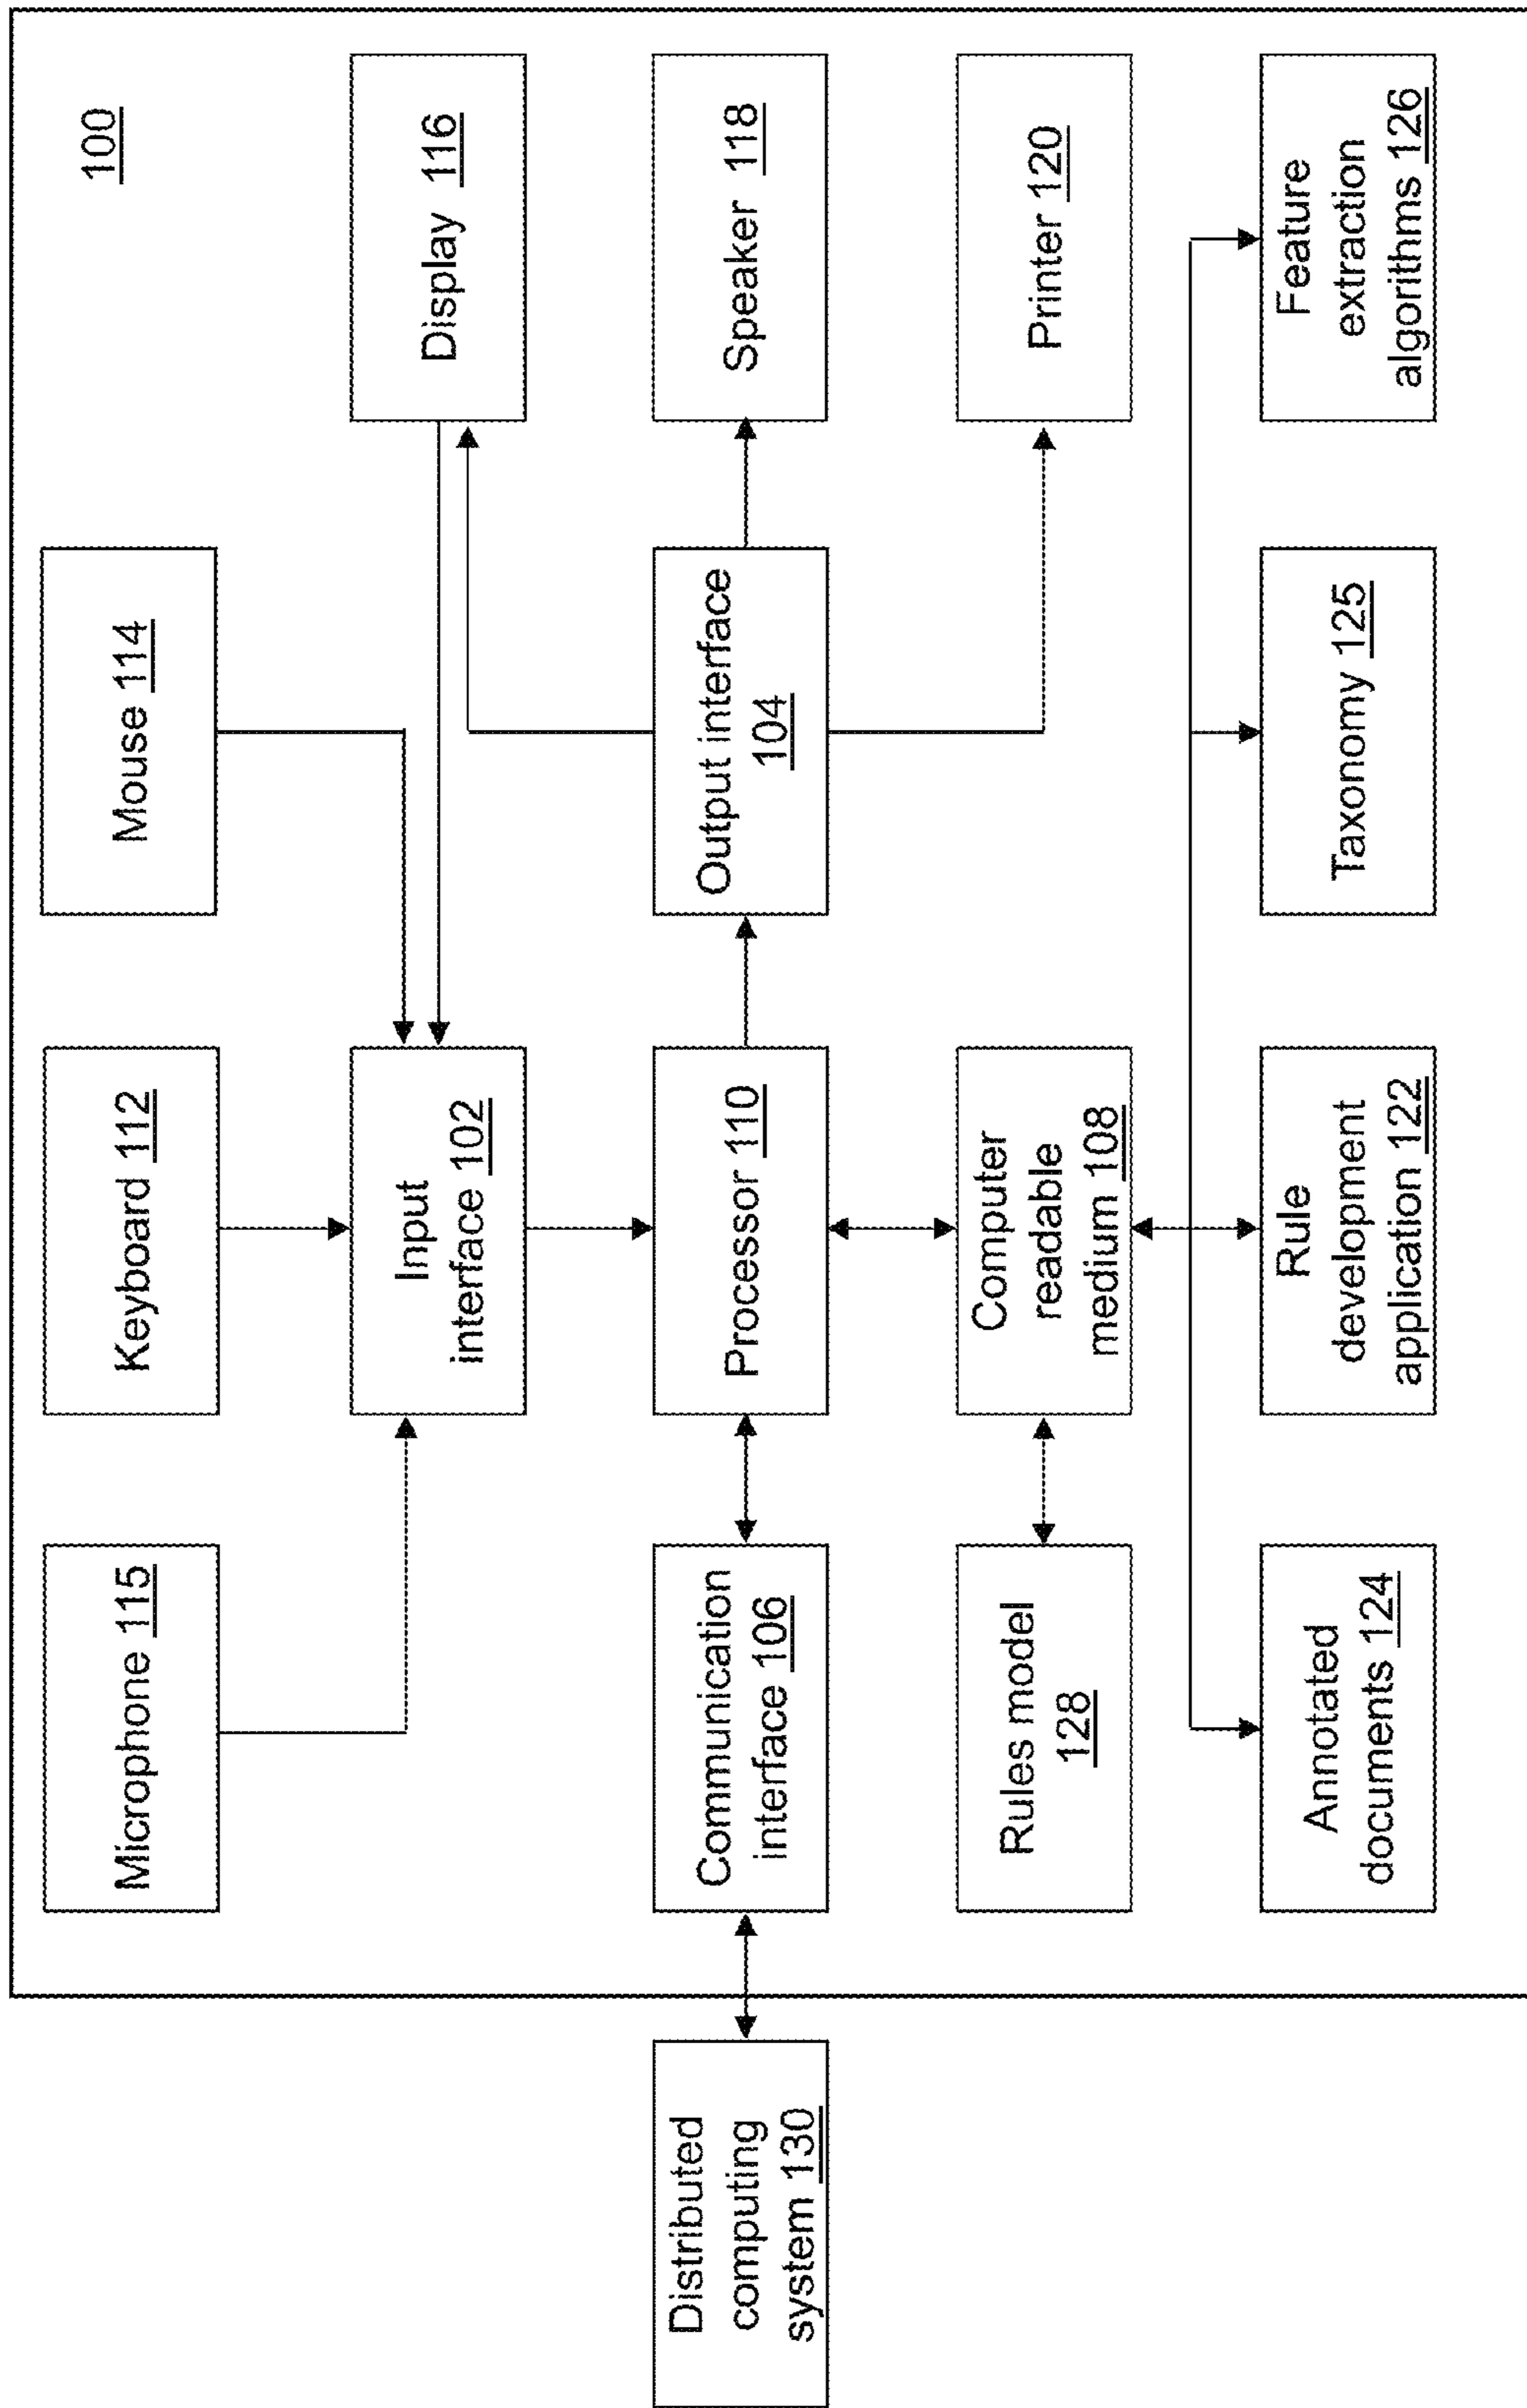 100
Microphone 115
Keyboard 112
Mouse 114
Input
interface 102
Display 116
Distributed
computing
system 130
Communication
interface 106
Processor 110
Output interface
104
Speaker 118
Rules model
128
Computer
readable
medium 108
Printer 120
Annotated
documents 124
Rule
development
application 122
Taxonomy 125
Feature
extraction
algorithms 126